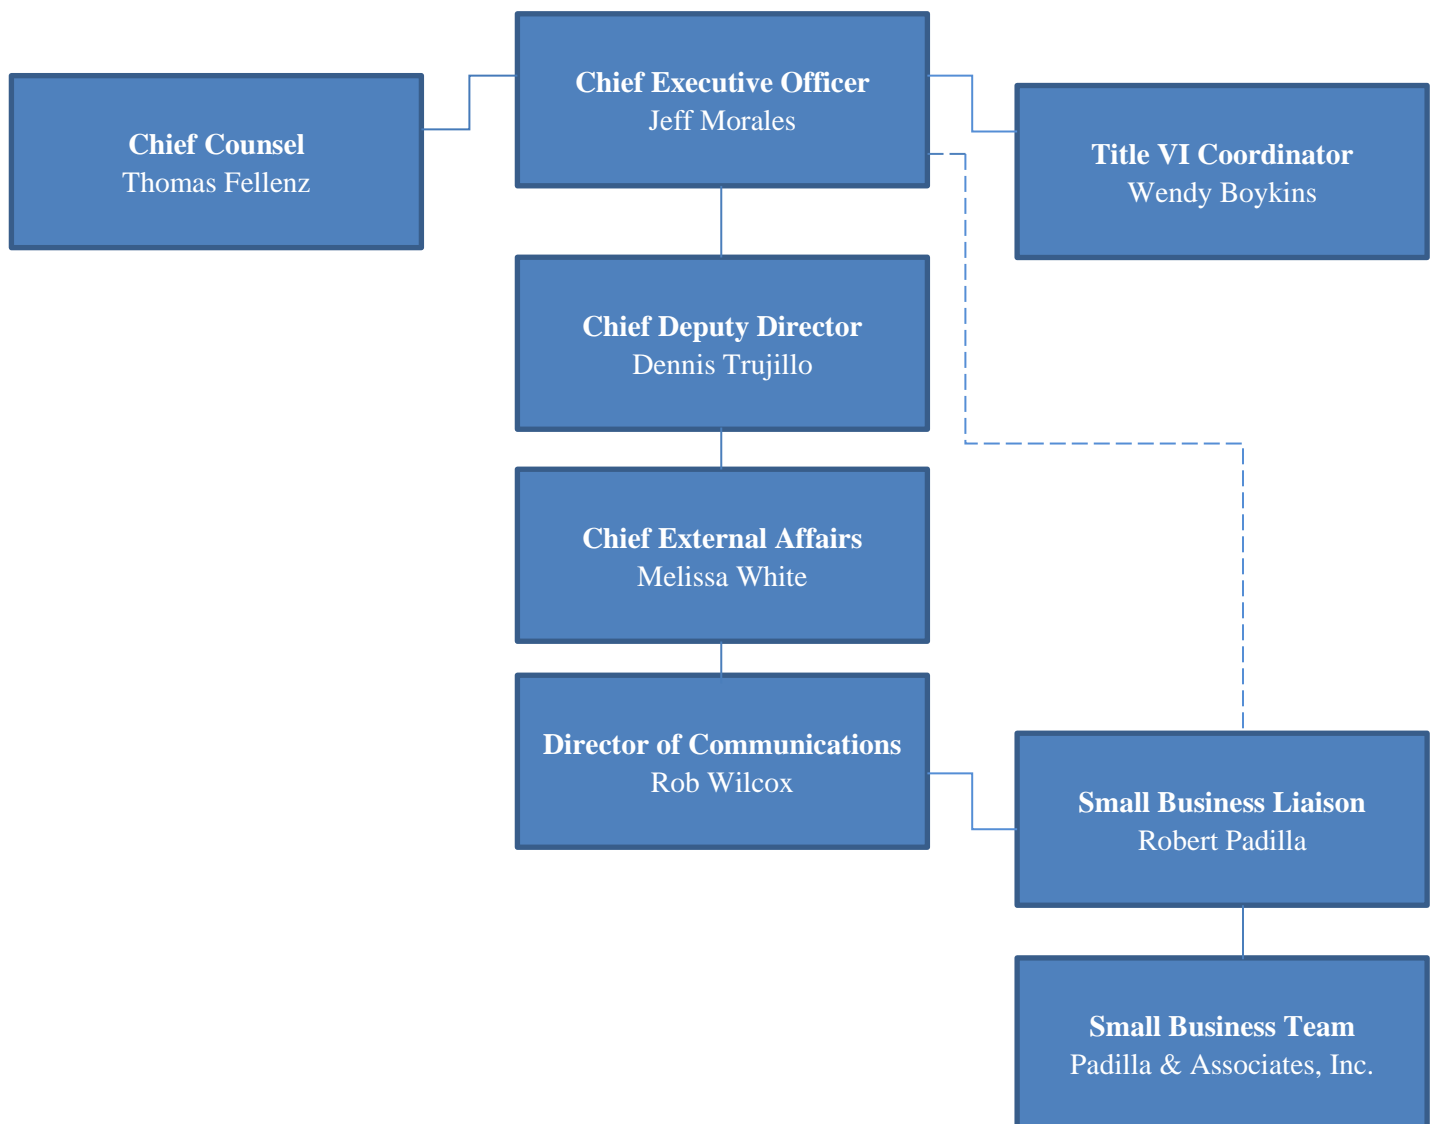 Chief Executive Officer
Jeff Morales
Chief Counsel
Thomas Fellenz
Title VI Coordinator
Wendy Boykins
Chief Deputy Director
Dennis Trujillo
Chief External Affairs
Melissa White
Director of Communications
Rob Wilcox
Small Business Liaison
Robert Padilla
Small Business Team
Padilla & Associates, Inc.